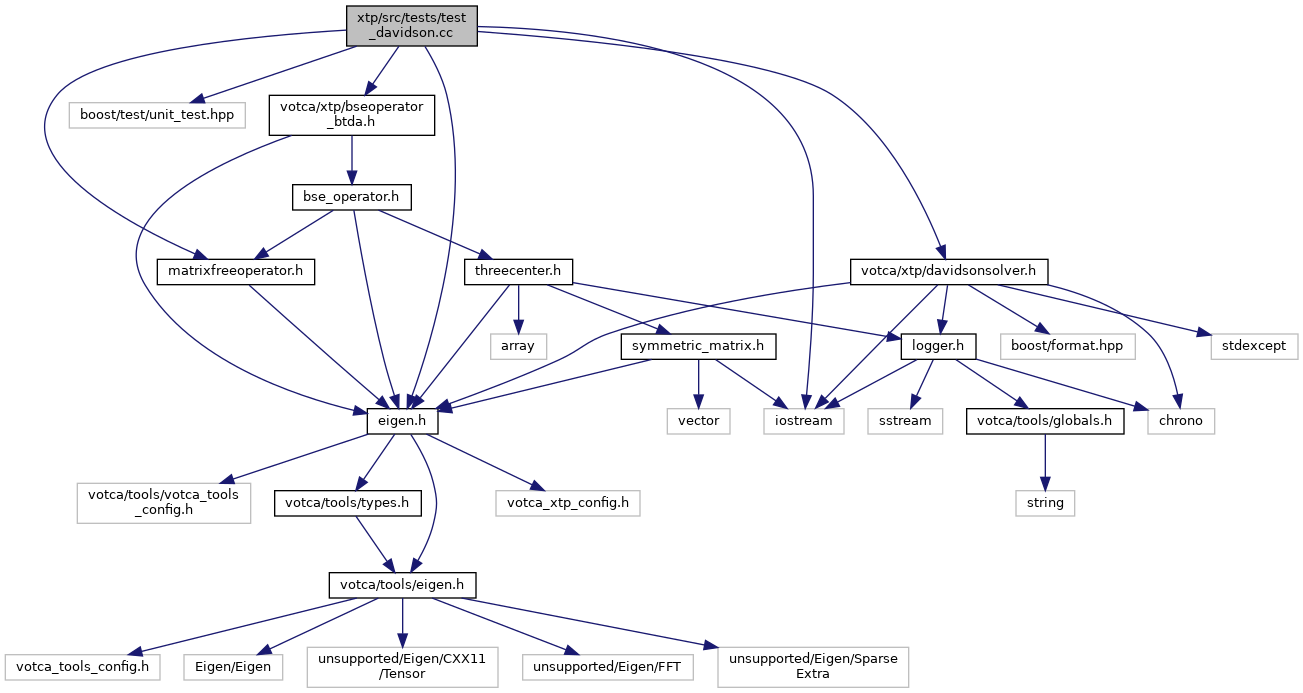 xtp/src/tests/test
_davidson.cc
boost/test/unit_test.hpp
votca/xtp/bseoperator
_btda.h
bse_operator.h
matrixfreeoperator.h
threecenter.h
votca/xtp/davidsonsolver.h
array
symmetric_matrix.h
logger.h
boost/format.hpp
stdexcept
eigen.h
vector
iostream
sstream
votca/tools/globals.h
chrono
votca/tools/votca_tools
_config.h
votca/tools/types.h
votca_xtp_config.h
string
votca/tools/eigen.h
votca_tools_config.h
Eigen/Eigen
unsupported/Eigen/CXX11
/Tensor
unsupported/Eigen/FFT
unsupported/Eigen/Sparse
Extra